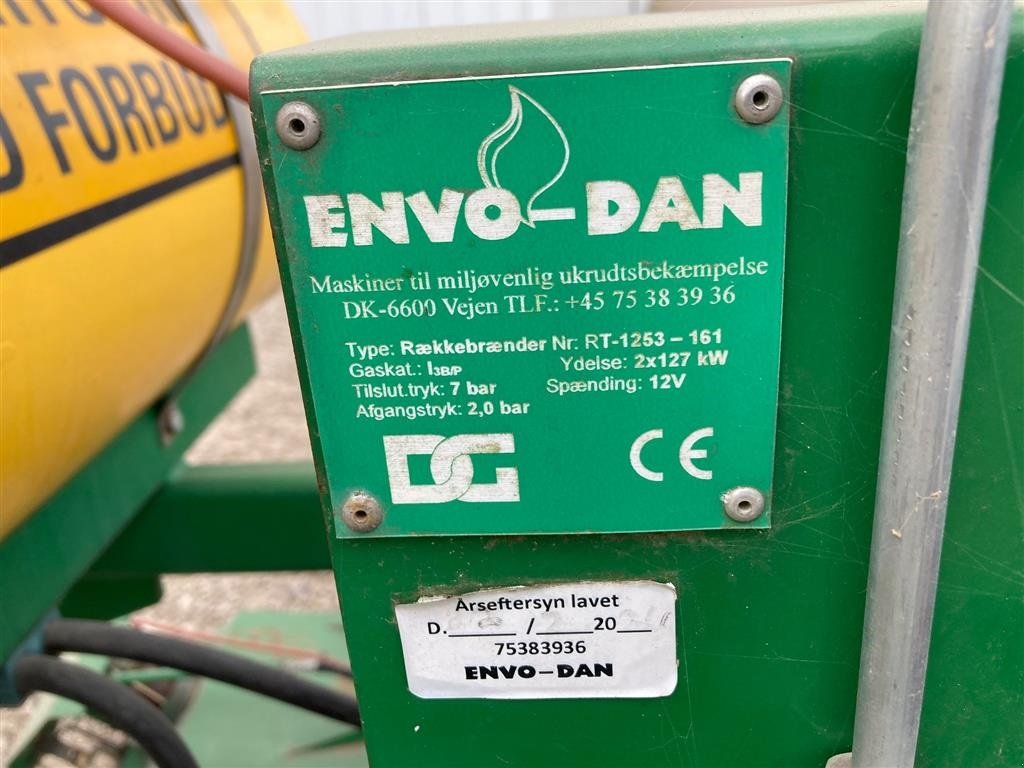 FORBUD
ENVO-DAN
Maskiner til miljøvenlig ukrudtsbekæmpelse
DK-6600 Vejen TLF.: +45 75 38 39 36
Type: Rækkebrænder Nr: RT-1253 – 161
Gaskat.: I3B/P Ydelse: 2x127 kW
Tilslut.tryk: 7 bar Spænding: 12V
Afgangstryk: 2,0 bar
DG CE
Årseftersyn lavet
D.______/_____20___
75383936
ENVO-DAN